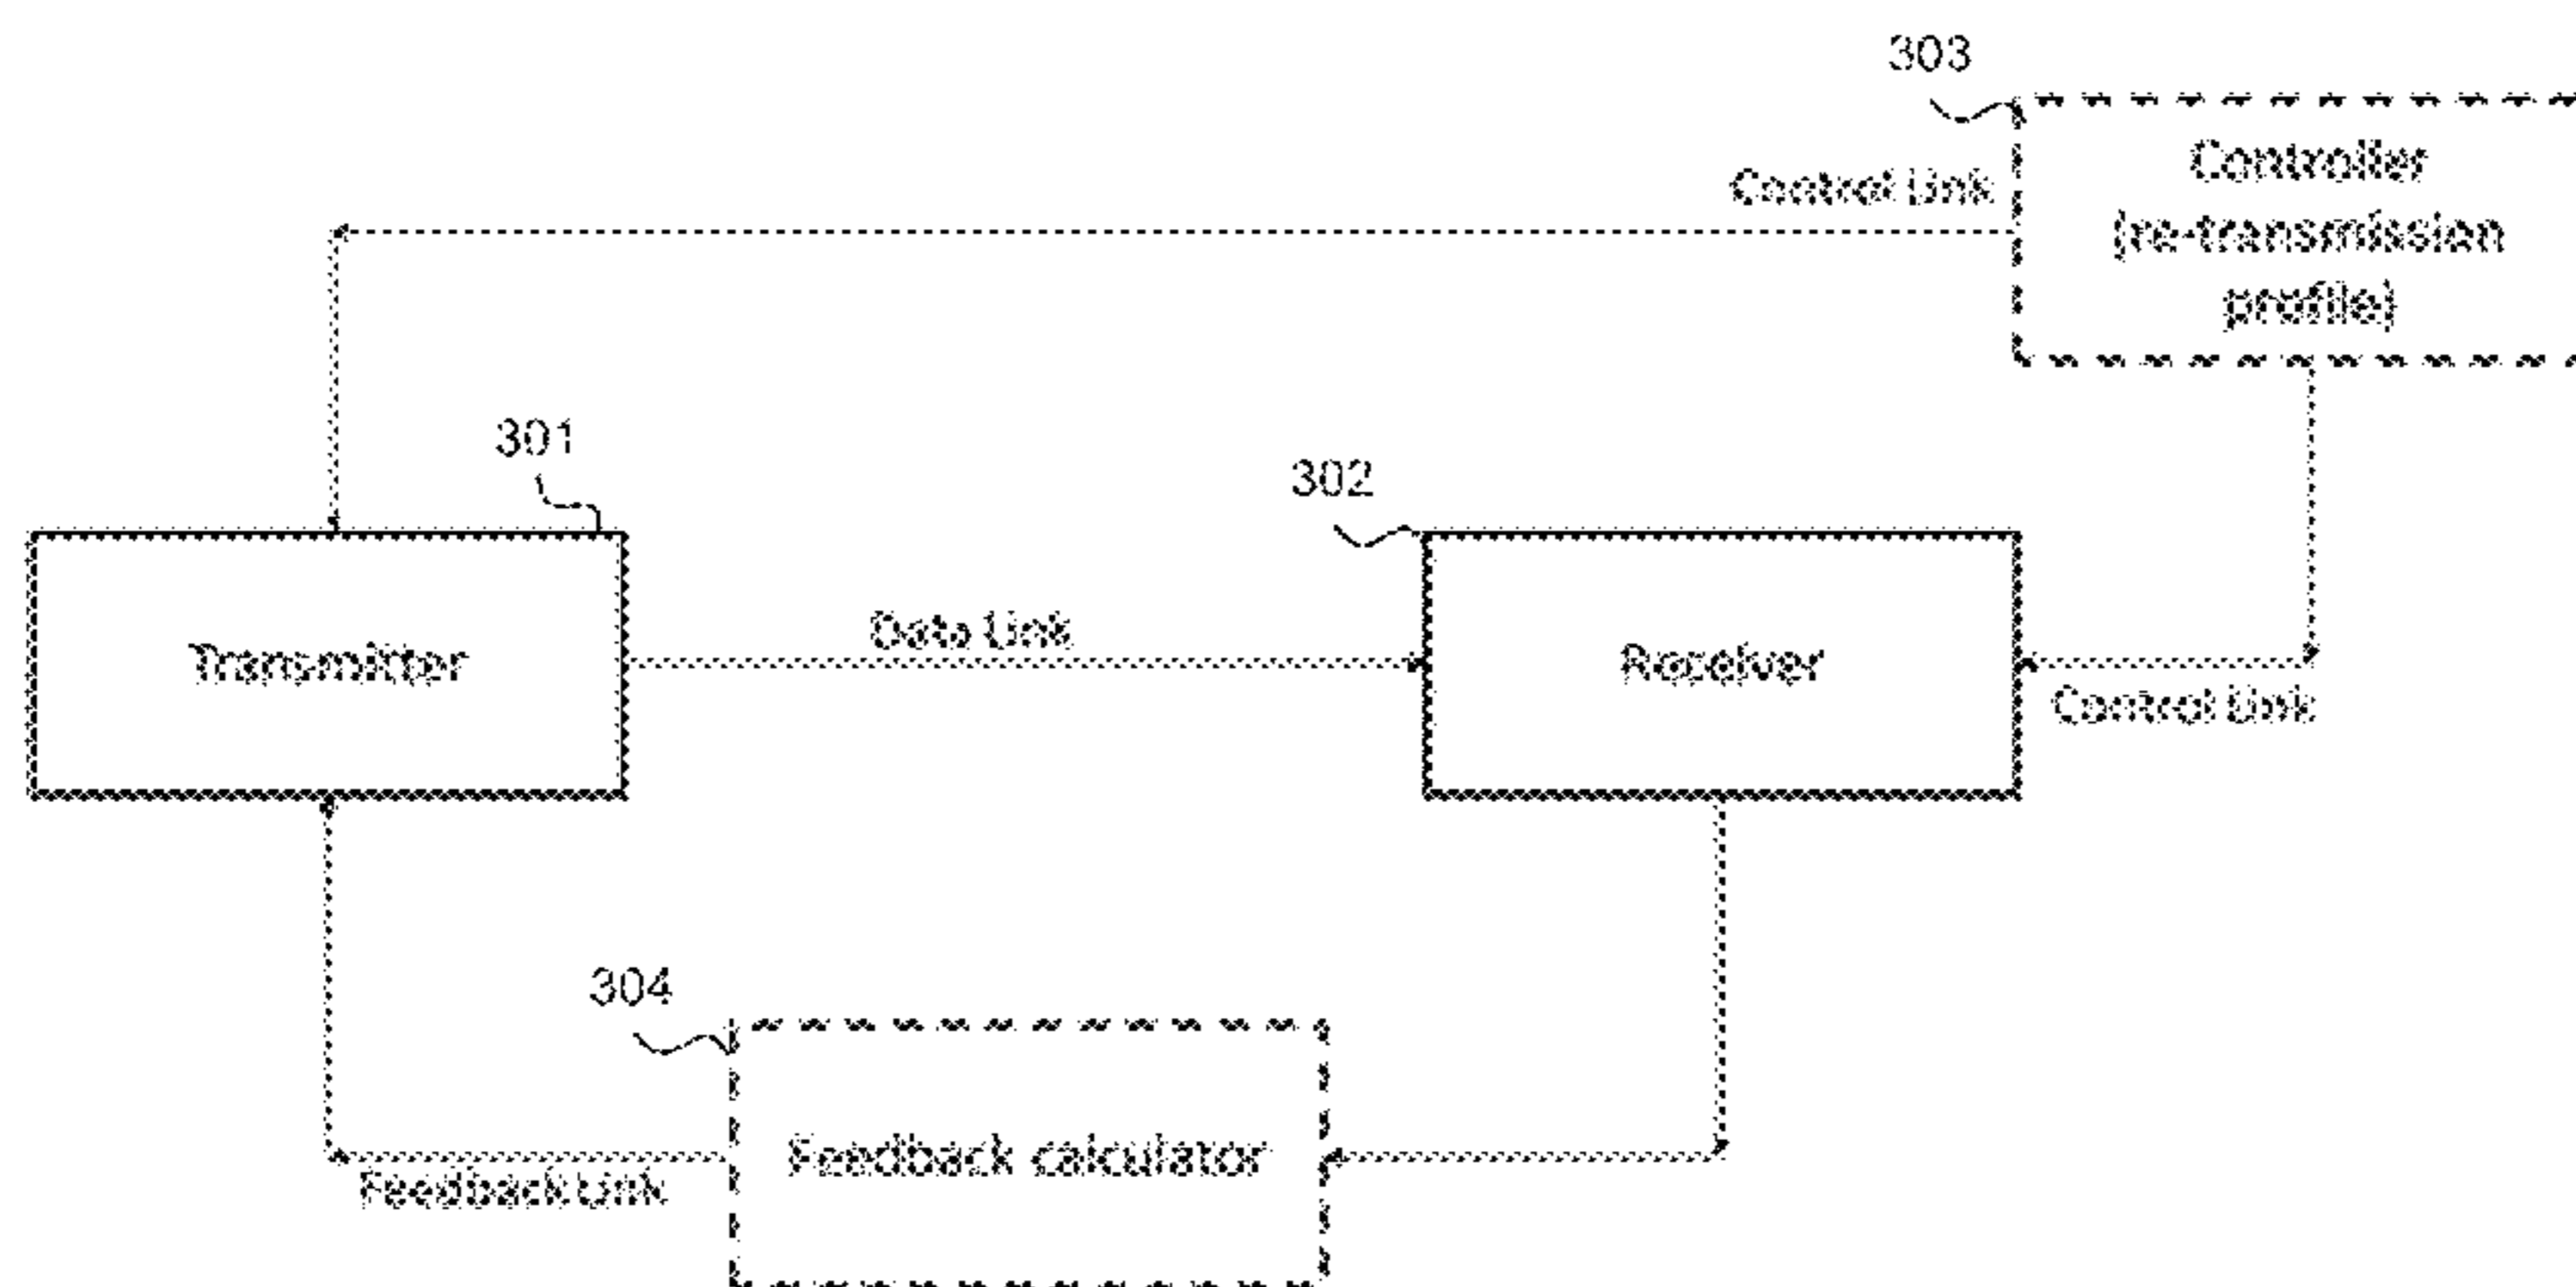 303
Control Link
Controller
(re-transmission
profile)
301
302
Data Link
Transmitter
Receiver
Control Link
304
Feedback calculator
Feedback Link